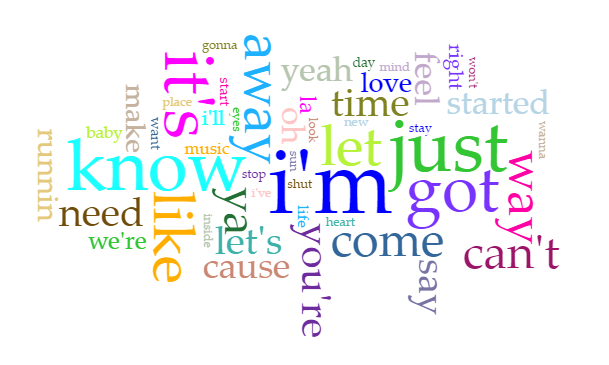 gonna
away
it's
yeah
day
mind
feel
right
won't
love
start
make
place
i'll
eyes
la
look
oh
time
started
new
want
baby
music
let
stay
just
wanna
runnin
know
sun
stop
i've
shut
i'm
got
way
need
like
ya
life
heart
inside
we're
let's
you're
come
can't
cause
say